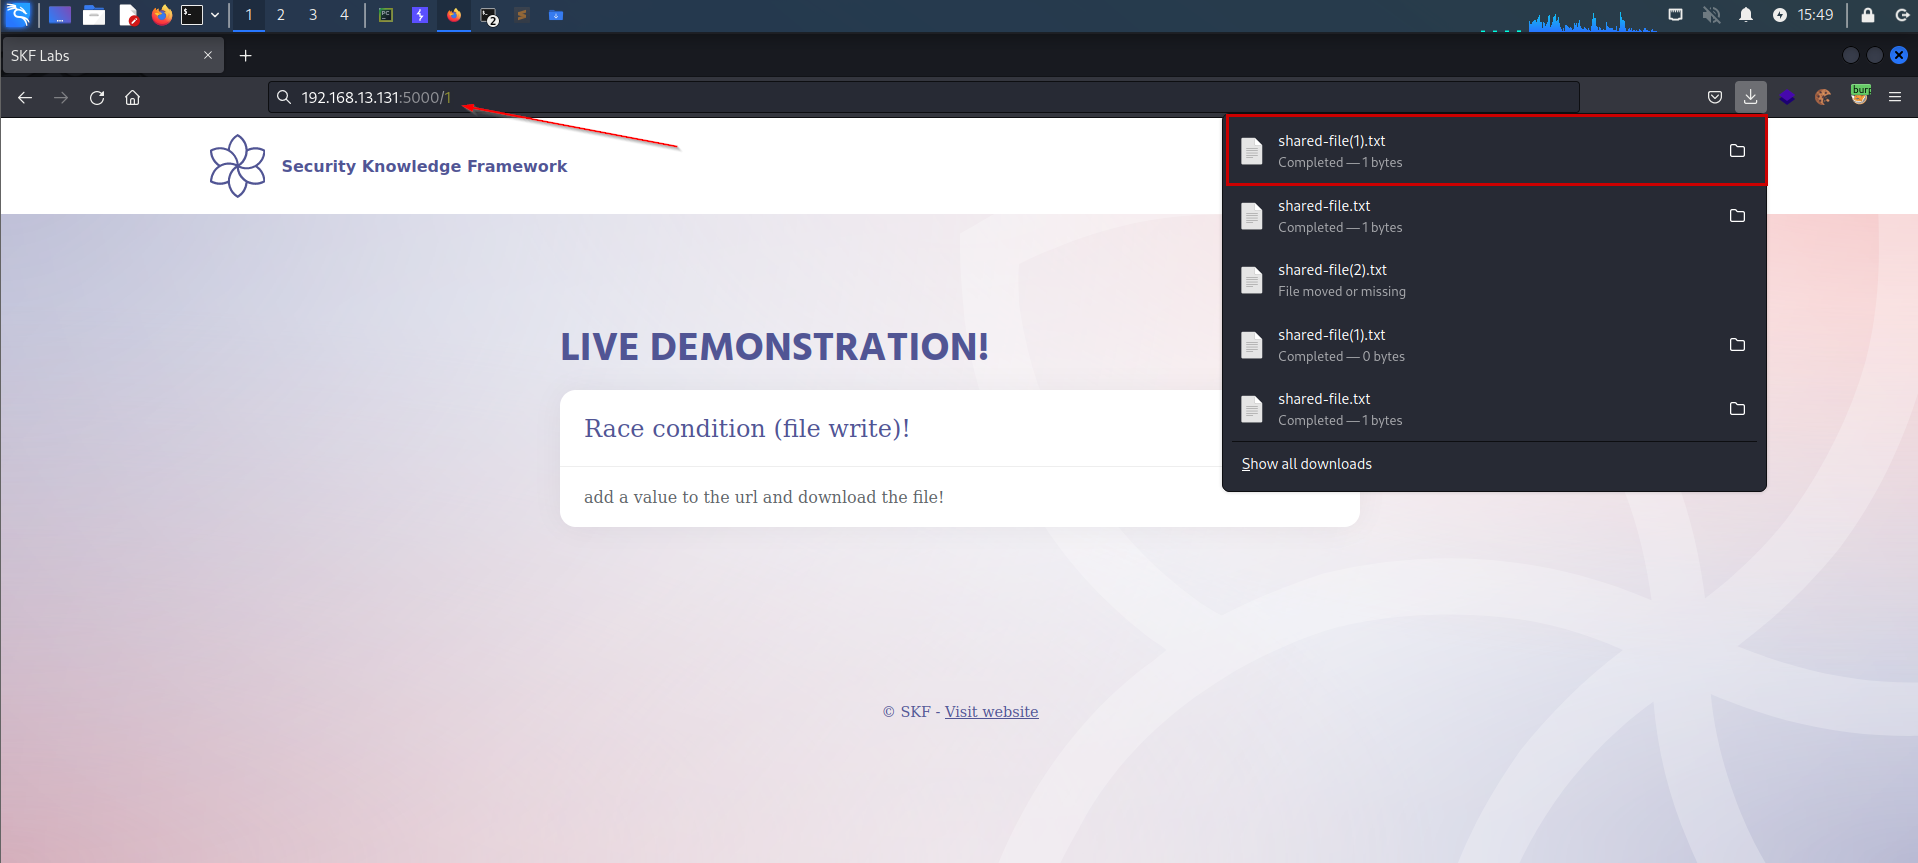 1 2 3 4 2 15:49
SKF Labs
192.168.13.131:5000/1
burp
Security Knowledge Framework
shared-file(1).txt
Completed — 1 bytes
shared-file.txt
Completed — 1 bytes
shared-file(2).txt
File moved or missing
shared-file(1).txt
Completed — 0 bytes
shared-file.txt
Completed — 1 bytes
Show all downloads
LIVE DEMONSTRATION!
Race condition (file write)!
add a value to the url and download the file!
© SKF - Visit website